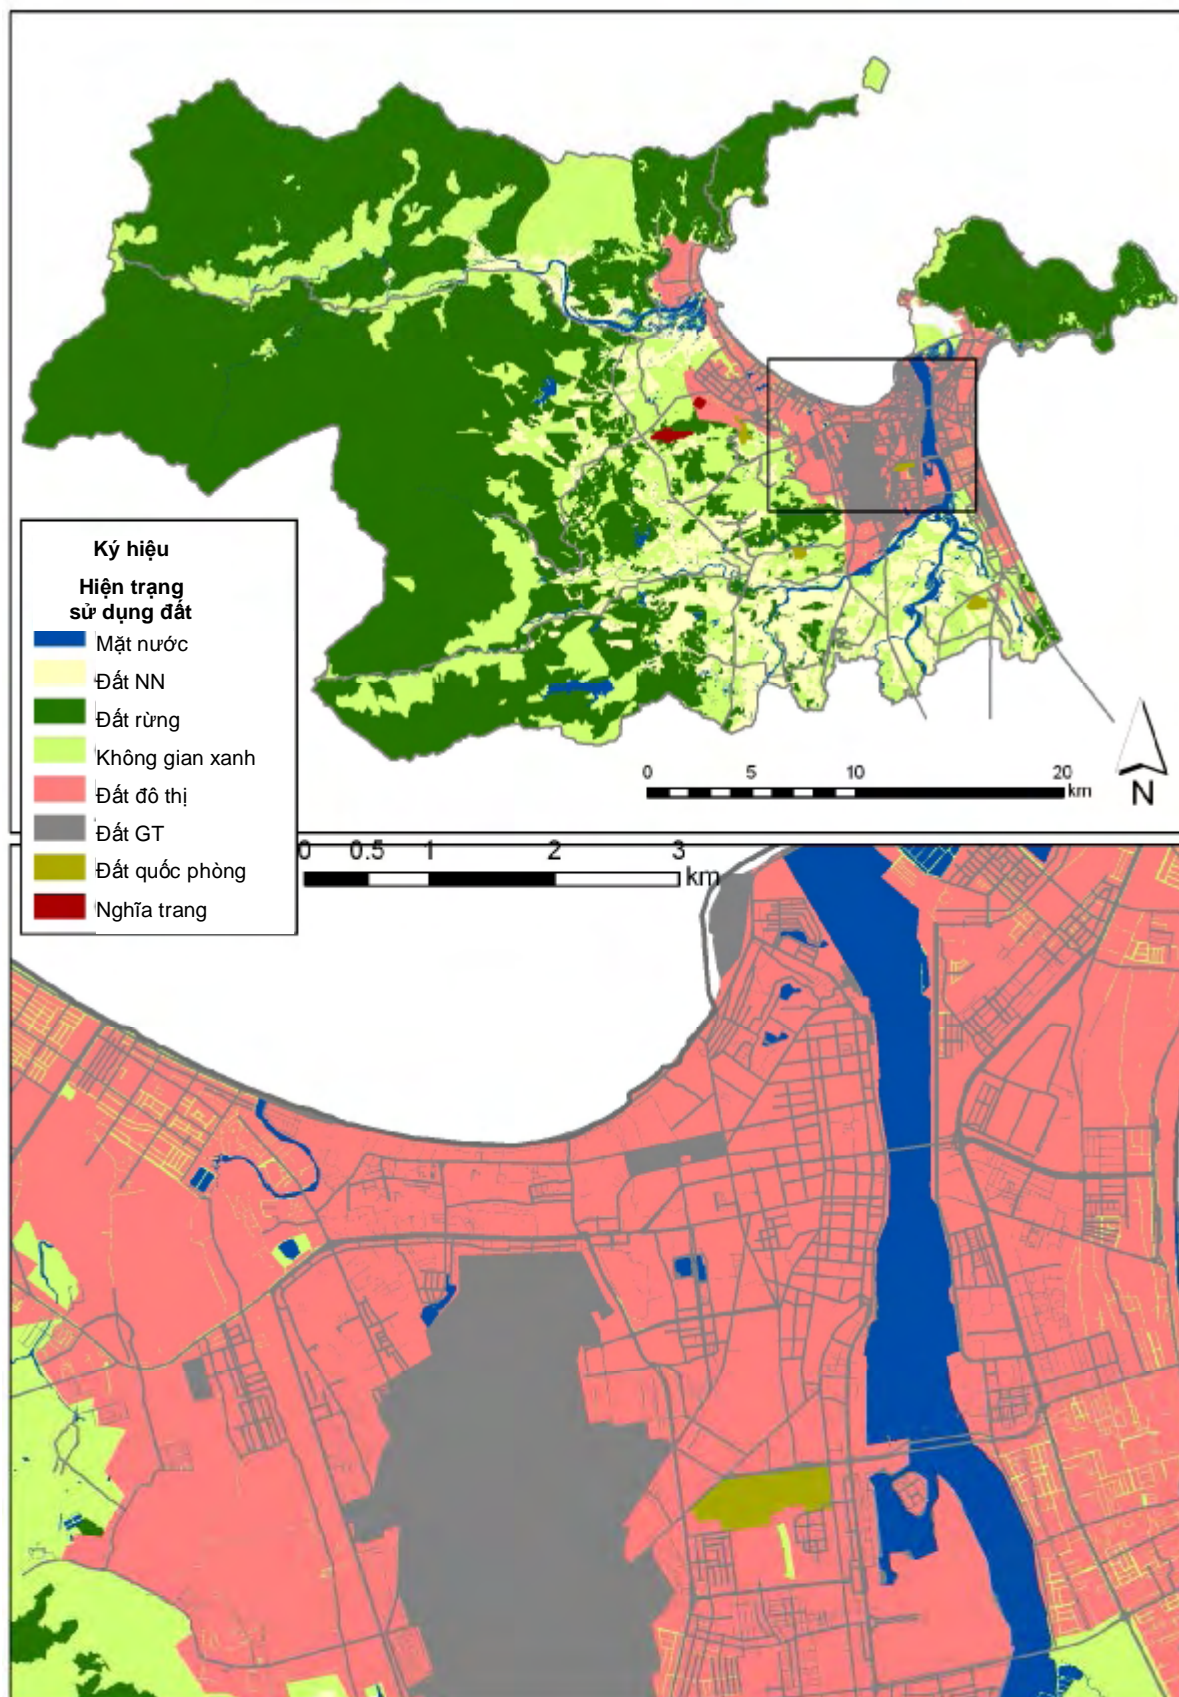 Ký hiệu
Hiện trạng
sử dụng đất
Mặt nước
Đất NN
Đất rừng
Không gian xanh
Đất đô thị
Đất GT
Đất quốc phòng
Nghĩa trang
0 5 10 20
km
N
0 0.5 1 2 3
km